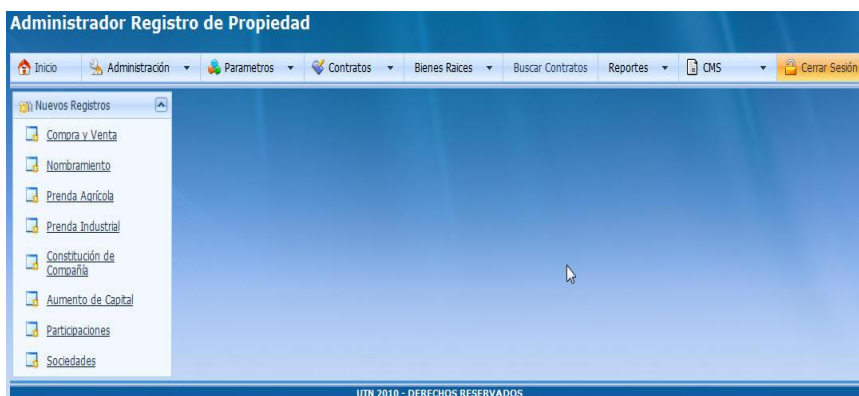 Administrador Registro de Propiedad
Inicio Administración Parametros Contratos Bienes Raices Buscar Contratos Reportes CMS Cerrar Sesión
Nuevos Registros
Compra y Venta
Nombramiento
Prenda Agrícola
Prenda Industrial
Constitución de
Compañía
Aumento de Capital
Participaciones
Sociedades
UTN 2010 - DERECHOS RESERVADOS